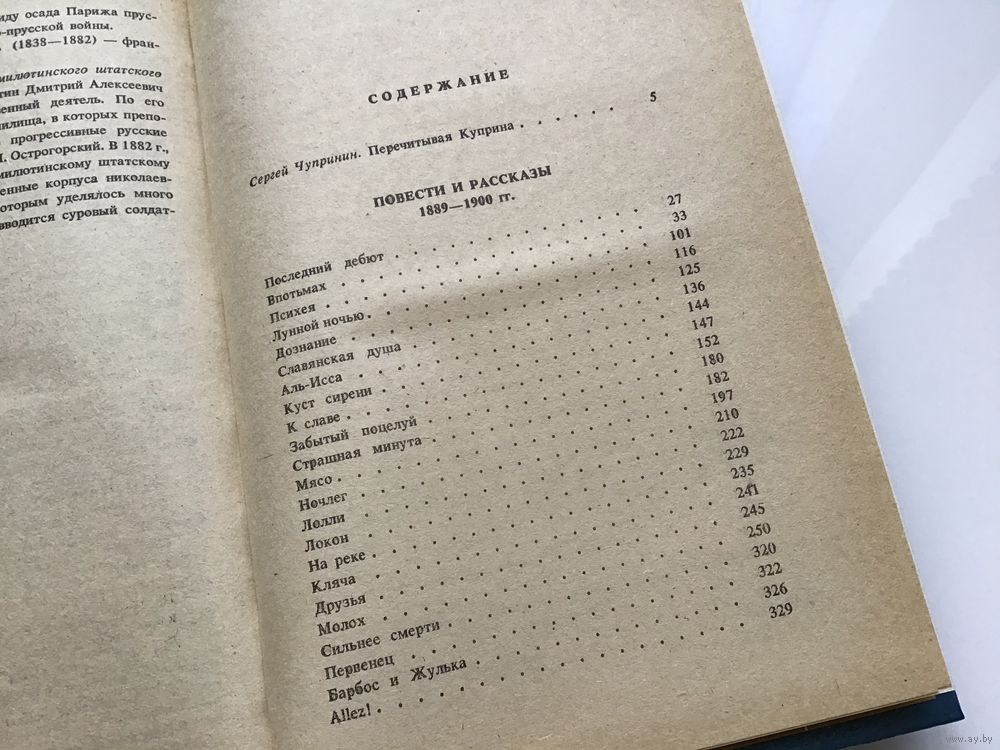 иду осада Парижа прус-
о-прусской войны.
(1838—1882) — фран-
милютинского штатского
тин Дмитрий Алексеевич
енный деятель. По его
илища, в которых препо-
прогрессивные русские
Острогорский. В 1882 г.,
милютинскому штатскому
енные корпуса николаев-
оторым уделялось много
вводится суровый солдат-
СОДЕРЖАНИЕ
Сергей Чупринин. Перечитывая Куприна . . . . . . 5
ПОВЕСТИ И РАССКАЗЫ
1889—1900 гг.
Последний дебют . . . . . . . . . . 27
Впотьмах . . . . . . . . . . 33
Психея . . . . . . . . . . 101
Лунной ночью . . . . . . . . . . 116
Дознание . . . . . . . . . . 125
Славянская душа . . . . . . . . . . 136
Аль-Исса . . . . . . . . . . 144
Куст сирени . . . . . . . . . . 147
К славе . . . . . . . . . . 152
Забытый поцелуй . . . . . . . . . . 180
Страшная минута . . . . . . . . . . 182
Мясо . . . . . . . . . . 197
Ночлег . . . . . . . . . . 210
Лолли . . . . . . . . . . 222
Локон . . . . . . . . . . 229
На реке . . . . . . . . . . 235
Кляча . . . . . . . . . . 241
Друзья . . . . . . . . . . 245
Молох . . . . . . . . . . 250
Сильнее смерти . . . . . . . . . . 320
Первенец . . . . . . . . . . 322
Барбос и Жулька . . . . . . . . . . 326
Allez! . . . . . . . . . . 329
www.ay.by